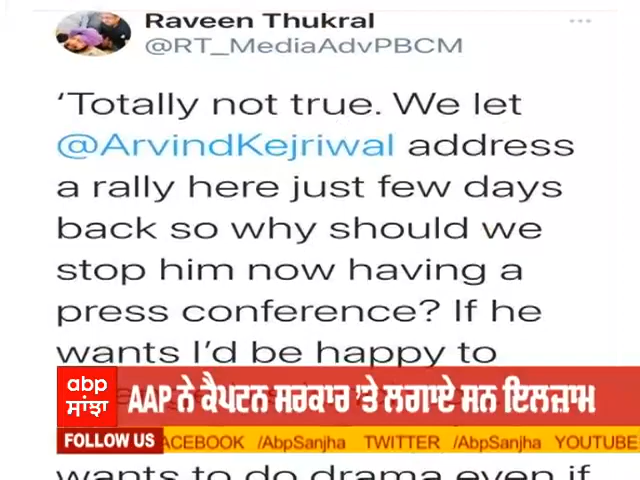 Raveen Thukral
@RT_MediaAdvPBCM
‘Totally not true. We let
@ArvindKejriwal address
a rally here just few days
back so why should we
stop him now having a
press conference? If he
wants I’d be happy to
abp
ਸਾਂਝਾ
AAP ਨੇ ਕੈਪਟਨ ਸਰਕਾਰ 'ਤੇ ਲਗਾਏ ਸਨ ਇਲਜ਼ਾਮ
FOLLOW US ACEBOOK /AbpSanjha TWITTER /AbpSanjha YOUTUBE
wants to do drama even if